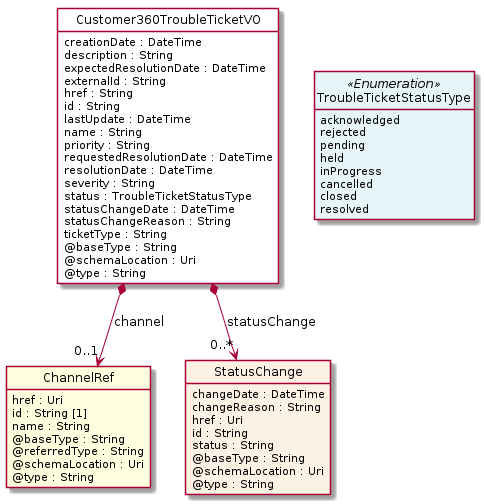 Customer360TroubleTicketVO
creationDate : DateTime
description : String
expectedResolutionDate : DateTime
externalId : String
href : String
id : String
lastUpdate : DateTime
name : String
priority : String
requestedResolutionDate : DateTime
resolutionDate : DateTime
severity : String
status : TroubleTicketStatusType
statusChangeDate : DateTime
statusChangeReason : String
ticketType : String
@baseType : String
@schemaLocation : Uri
@type : String
«Enumeration»
TroubleTicketStatusType
acknowledged
rejected
pending
held
inProgress
cancelled
closed
resolved
channel
0..1
statusChange
0..*
ChannelRef
href : Uri
id : String [1]
name : String
@baseType : String
@referredType : String
@schemaLocation : Uri
@type : String
StatusChange
changeDate : DateTime
changeReason : String
href : Uri
id : String
status : String
@baseType : String
@schemaLocation : Uri
@type : String